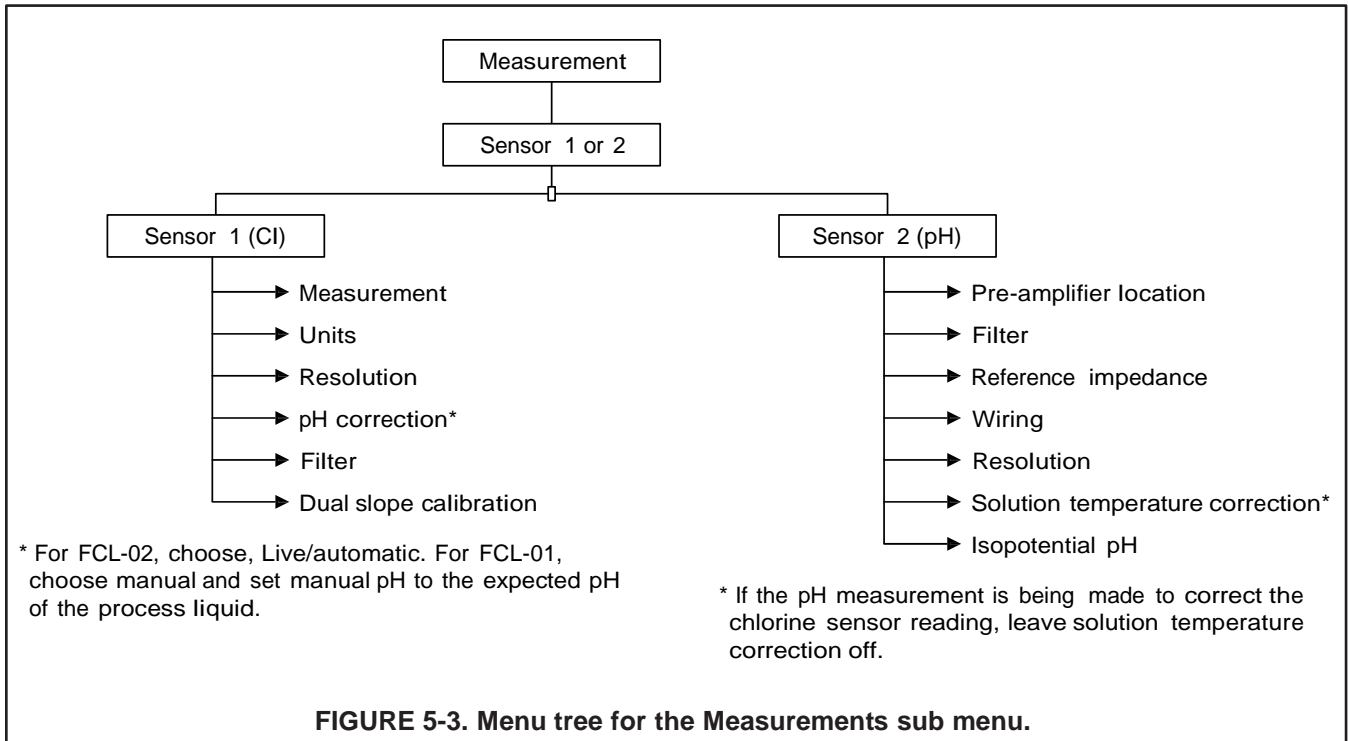 Measurement
Sensor 1 or 2
Sensor 1 (CI)
Measurement
Units
Resolution
pH correction*
Filter
Dual slope calibration
* For FCL-02, choose, Live/automatic. For FCL-01,
choose manual and set manual pH to the expected pH
of the process liquid.
Sensor 2 (pH)
Pre-amplifier location
Filter
Reference impedance
Wiring
Resolution
Solution temperature correction*
Isopotential pH
* If the pH measurement is being made to correct the
chlorine sensor reading, leave solution temperature
correction off.
FIGURE 5-3. Menu tree for the Measurements sub menu.